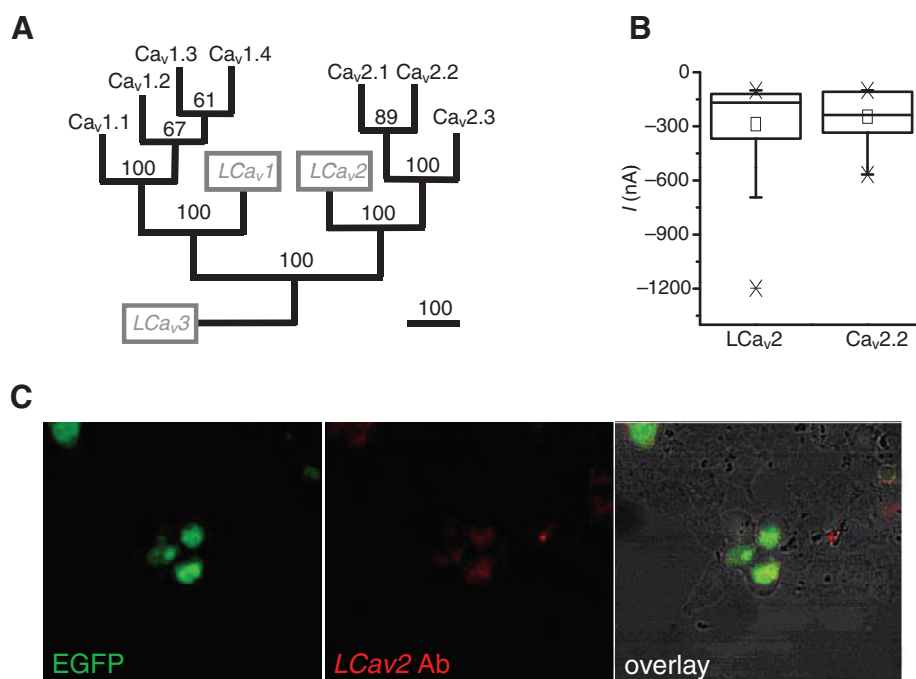 A
Cav1.3 Cav1.4
Cav1.2
Cav1.1
61
67
100
LCav1
100
Cav2.1 Cav2.2
Cav2.3
89
100
LCav2
100
100
LCav3
100
B
I (nA)
0
–300
–600
–900
–1200
LCav2 Cav2.2
C
EGFP
LCav2 Ab
overlay